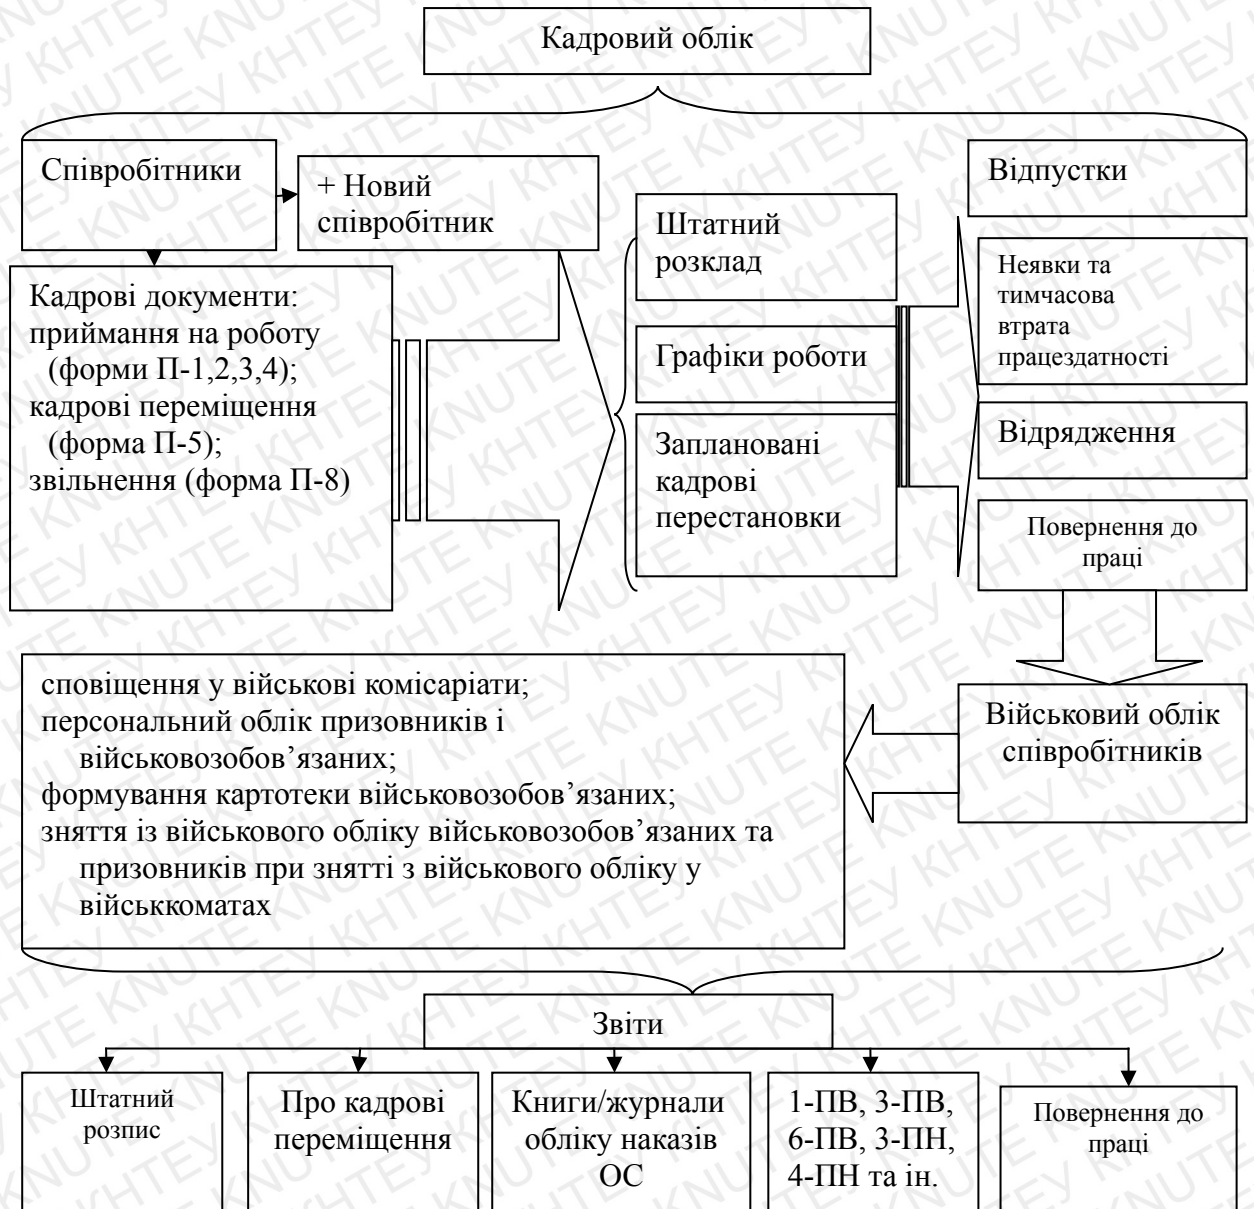 Кадровий облік
Співробітники
+ Новий
співробітник
Кадрові документи:
приймання на роботу
(форми П-1,2,3,4);
кадрові переміщення
(форма П-5);
звільнення (форма П-8)
Штатний
розклад
Графіки роботи
Заплановані
кадрові
перестановки
Відпустки
Неявки та
тимчасова
втрата
працездатності
Відрядження
Повернення до
праці
Військовий облік
співробітників
сповіщення у військові комісаріати;
персональний облік призовників і
військовозобов’язаних;
формування картотеки військовозобов’язаних;
зняття із військового обліку військовозобов’язаних та
призовників при знятті з військового обліку у
військкоматах
Звіти
Штатний
розпис
Про кадрові
переміщення
Книги/журнали
обліку наказів
ОС
1-ПВ, 3-ПВ,
6-ПВ, 3-ПН,
4-ПН та ін.
Повернення до
праці